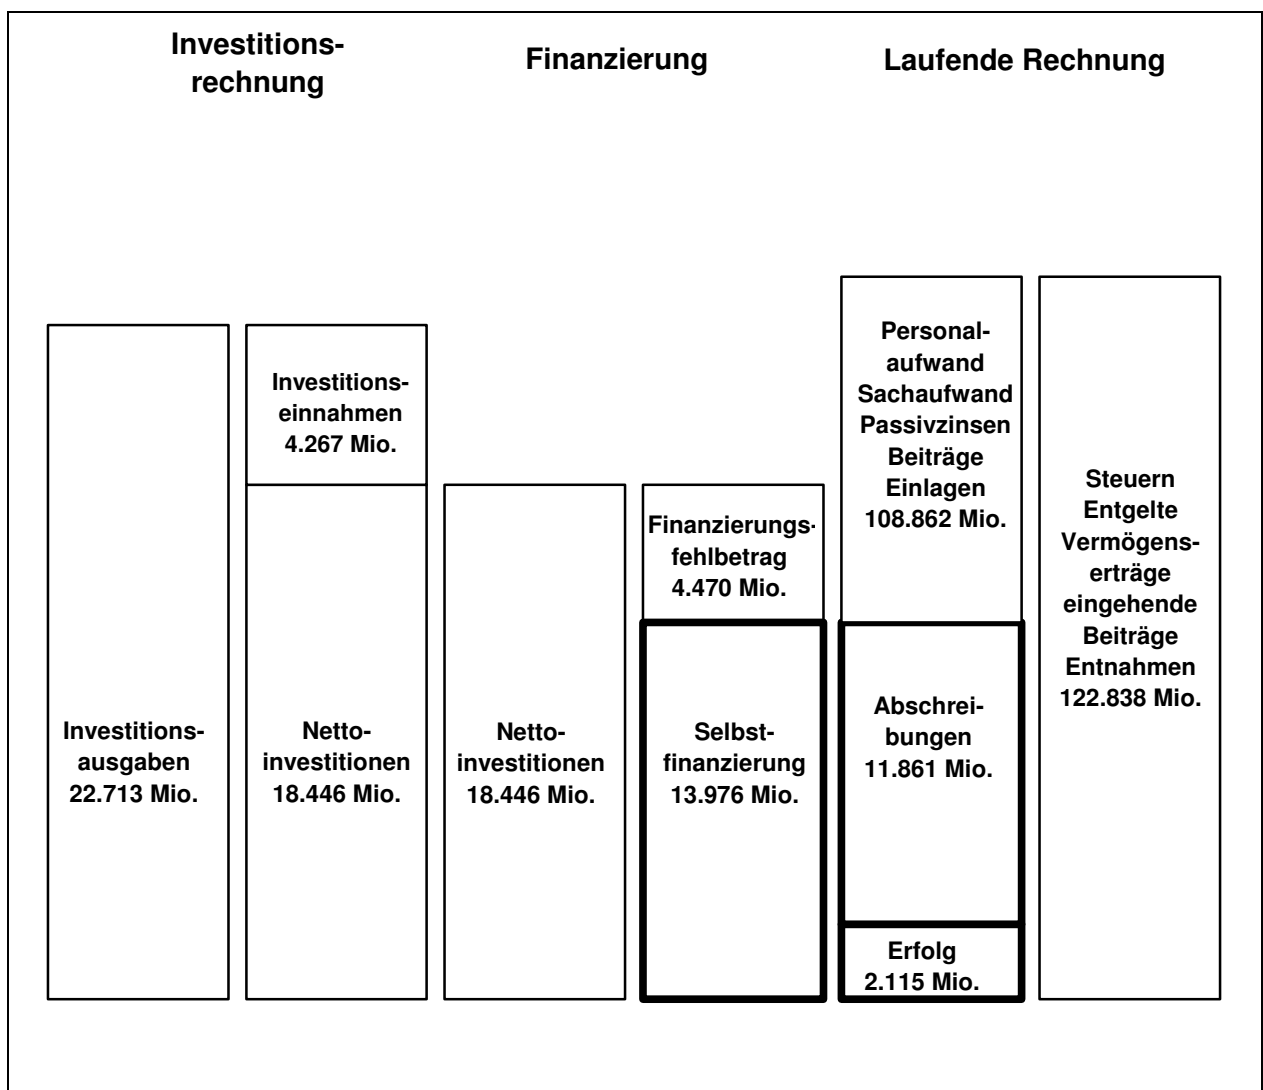 Investitions-
rechnung
Finanzierung
Laufende Rechnung
Investitions-
ausgaben
22.713 Mio.
Investitions-
einnahmen
4.267 Mio.
Netto-
investitionen
18.446 Mio.
Netto-
investitionen
18.446 Mio.
Finanzierungs-
fehlbetrag
4.470 Mio.
Selbst-
finanzierung
13.976 Mio.
Personal-
aufwand
Sachaufwand
Passivzinsen
Beiträge
Einlagen
108.862 Mio.
Abschrei-
bungen
11.861 Mio.
Erfolg
2.115 Mio.
Steuern
Entgelte
Vermögens-
erträge
eingehende
Beiträge
Entnahmen
122.838 Mio.